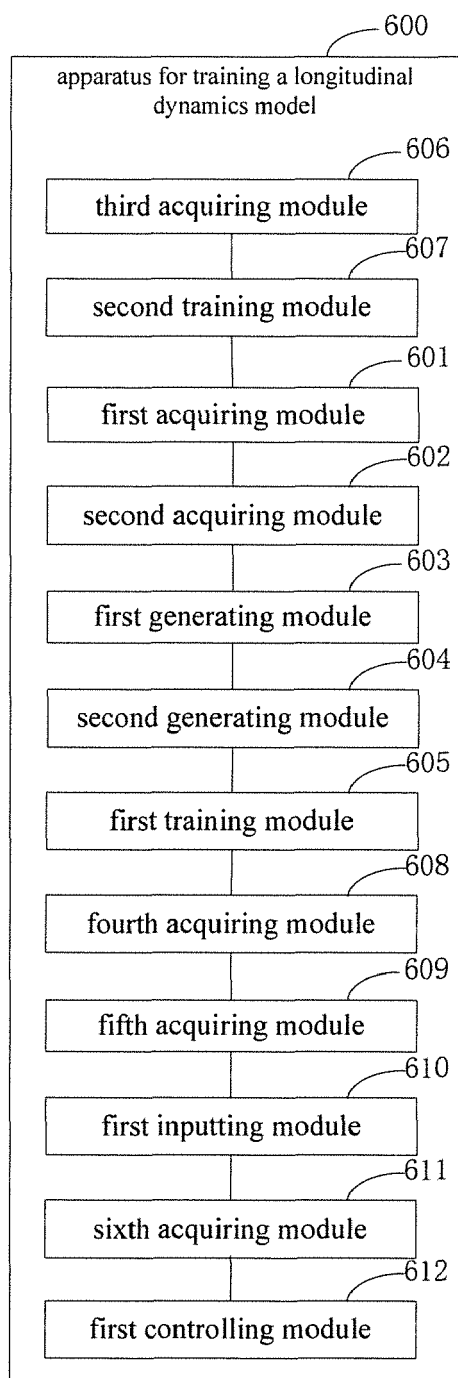 600
apparatus for training a longitudinal
dynamics model
606
third acquiring module
607
second training module
601
first acquiring module
602
second acquiring module
603
first generating module
604
second generating module
605
first training module
608
fourth acquiring module
609
fifth acquiring module
610
first inputting module
611
sixth acquiring module
612
first controlling module